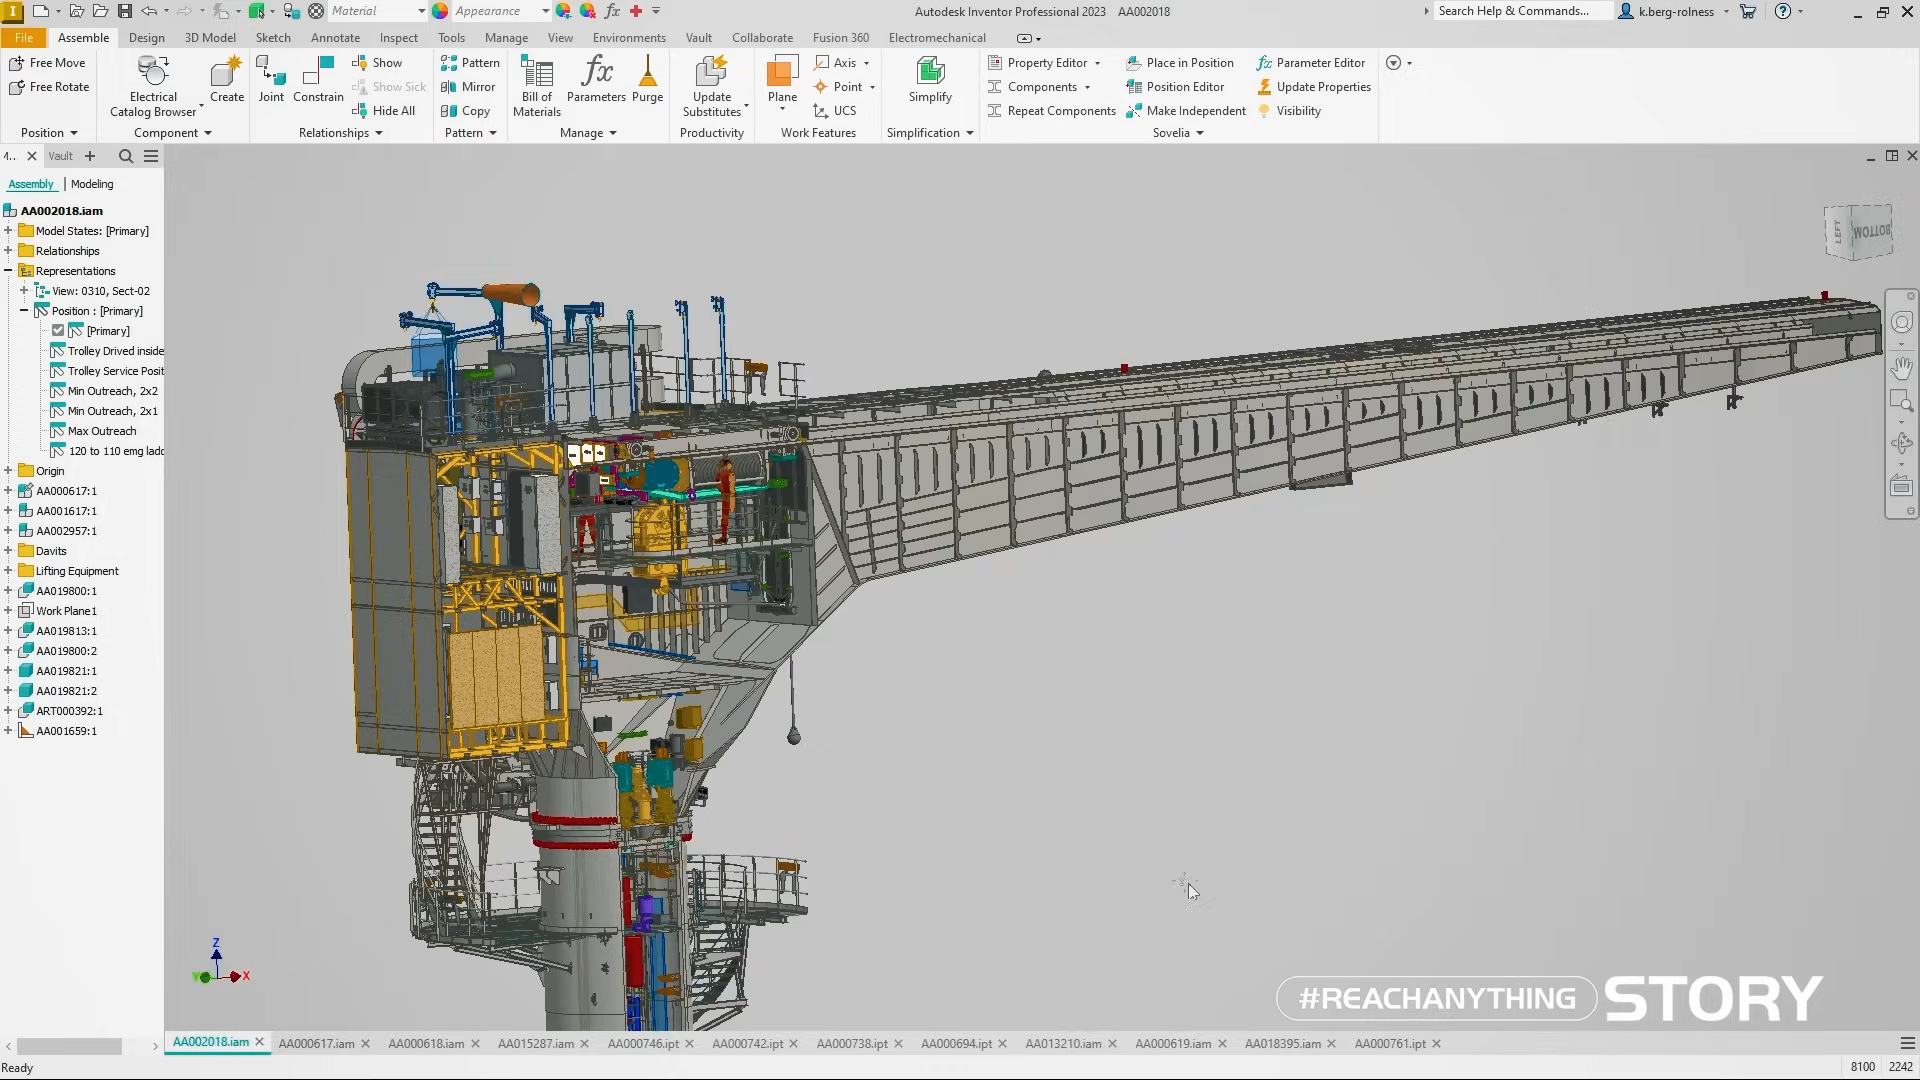 Material
Appearance
fx
Autodesk Inventor Professional 2023 AA002018
Search Help & Commands...
k.berg-rolness
File
Assemble
Design
3D Model
Sketch
Annotate
Inspect
Tools
Manage
View
Environments
Vault
Collaborate
Fusion 360
Electromechanical
Free Move
Free Rotate
Position
Electrical
Catalog Browser
Create
Component
Joint
Constrain
Show
Show Sick
Hide All
Relationships
Pattern
Mirror
Copy
Pattern
Bill of
Materials
fx
Parameters
Purge
Manage
Update
Substitutes
Productivity
Plane
Axis
Point
UCS
Work Features
Simplify
Simplification
Property Editor
Components
Repeat Components
Place in Position
Position Editor
Make Independent
fx Parameter Editor
Update Properties
Visibility
Sovelia
M..
Vault
Assembly
Modeling
AA002018.iam
Model States: [Primary]
Relationships
Representations
View: 0310, Sect-02
Position : [Primary]
[Primary]
Trolley Drived inside
Trolley Service Posit
Min Outreach, 2x2
Min Outreach, 2x1
Max Outreach
120 to 110 emg ladd
Origin
AA000617:1
AA001617:1
AA002957:1
Davits
Lifting Equipment
AA019800:1
Work Plane1
AA019813:1
AA019800:2
AA019821:1
AA019821:2
ART000392:1
AA001659:1
LEFT
BOTTOM
Z
Y
X
#REACHANYTHING STORY
AA002018.iam
AA000617.iam
AA000618.iam
AA015287.iam
AA000746.ipt
AA000742.ipt
AA000738.ipt
AA000694.ipt
AA013210.iam
AA000619.iam
AA018395.iam
AA000761.ipt
Ready
8100 2242